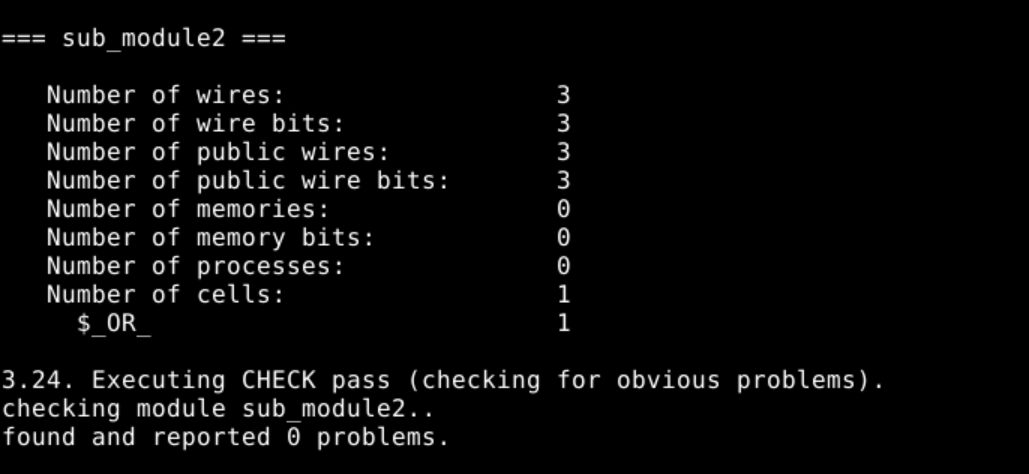 === sub_module2 ===
Number of wires: 3
Number of wire bits: 3
Number of public wires: 3
Number of public wire bits: 3
Number of memories: 0
Number of memory bits: 0
Number of processes: 0
Number of cells: 1
$_OR_ 1
3.24. Executing CHECK pass (checking for obvious problems).
checking module sub_module2..
found and reported 0 problems.